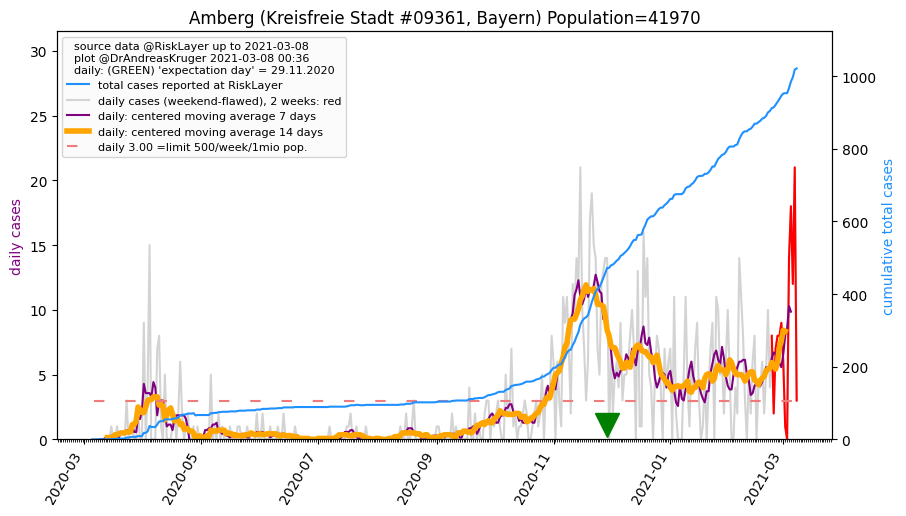 Amberg (Kreisfreie Stadt #09361, Bayern) Population=41970
source data @RiskLayer up to 2021-03-08
plot @DrAndreasKruger 2021-03-08 00:36
daily: (GREEN) 'expectation day' = 29.11.2020
total cases reported at RiskLayer
daily cases (weekend-flawed), 2 weeks: red
daily: centered moving average 7 days
daily: centered moving average 14 days
daily 3.00 =limit 500/week/1mio pop.
daily cases
30
25
20
15
10
5
0
cumulative total cases
1000
800
600
400
200
0
2020-03
2020-05
2020-07
2020-09
2020-11
2021-01
2021-03